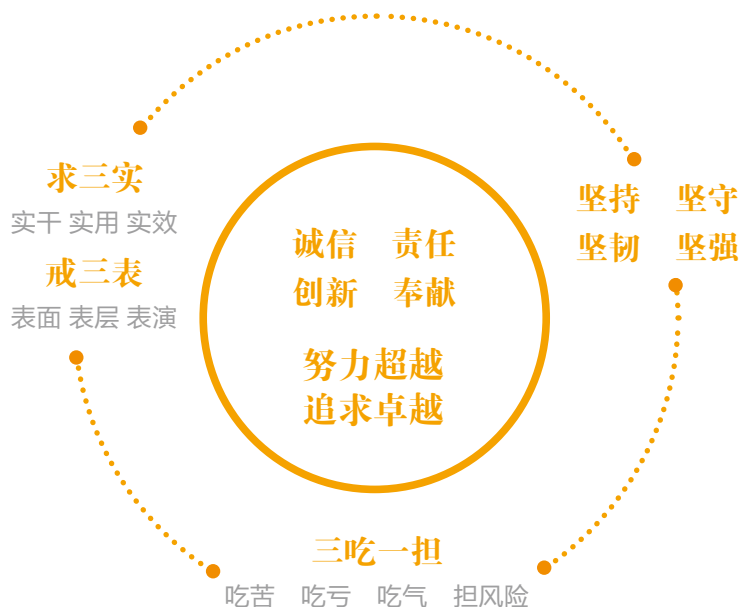 求三实
实干 实用 实效
戒三表
表面 表层 表演
诚信 责任
创新 奉献
努力超越
追求卓越
坚持 坚守
坚韧 坚强
三吃一担
吃苦 吃亏 吃气 担风险